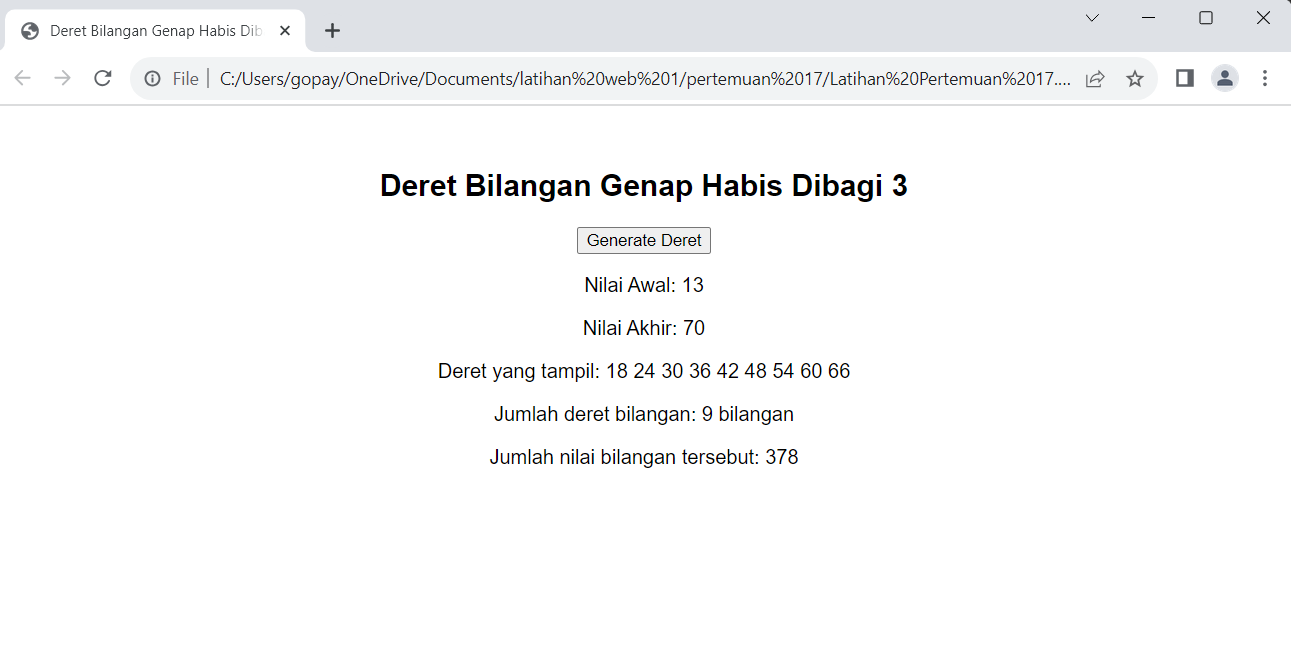 Deret Bilangan Genap Habis Dib
File | C:/Users/gopay/OneDrive/Documents/latihan%20web%201/pertemuan%2017/Latihan%20Pertemuan%2017....
Deret Bilangan Genap Habis Dibagi 3
Generate Deret
Nilai Awal: 13
Nilai Akhir: 70
Deret yang tampil: 18 24 30 36 42 48 54 60 66
Jumlah deret bilangan: 9 bilangan
Jumlah nilai bilangan tersebut: 378